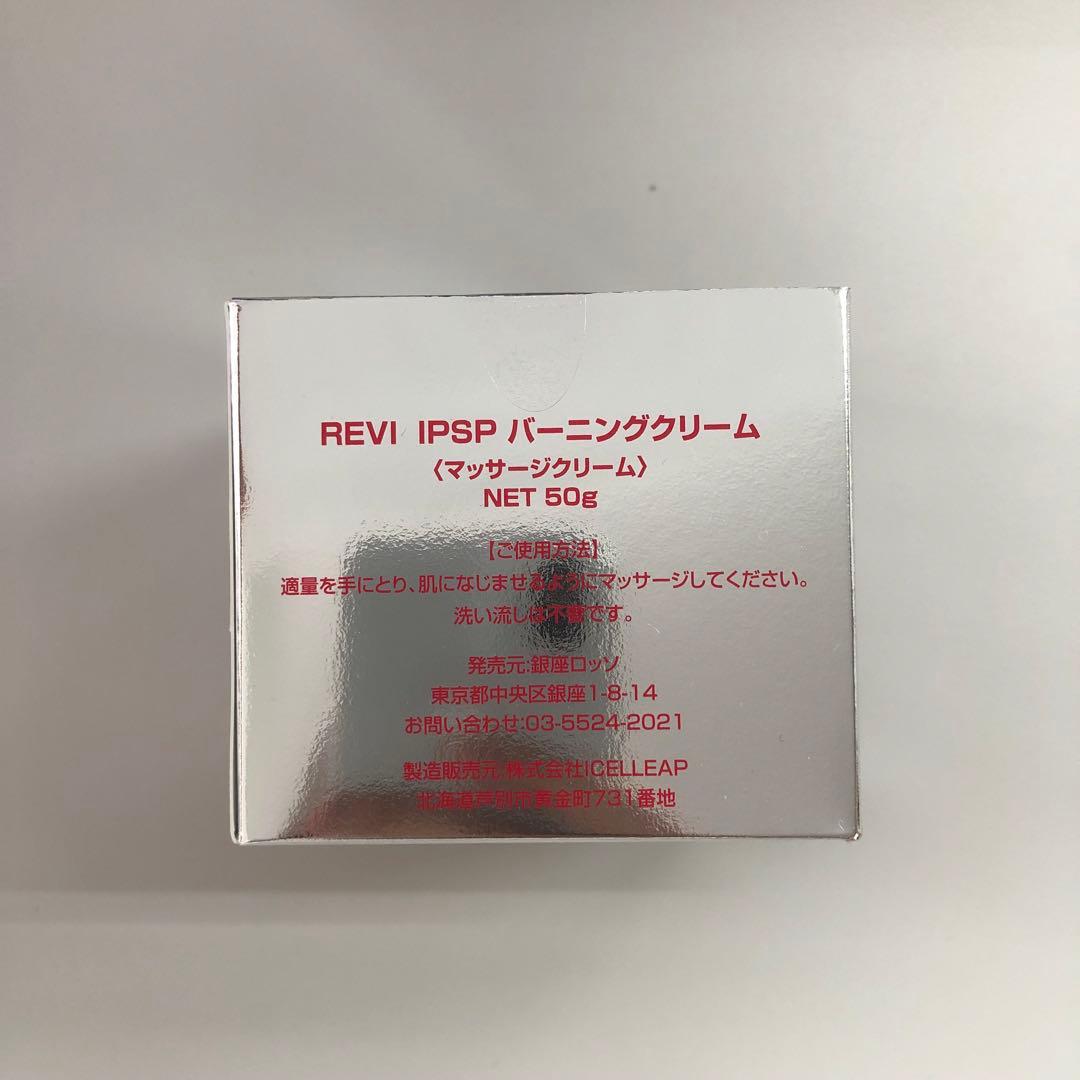 REVI IPSP バーニングクリーム
〈マッサージクリーム〉
NET 50g
【ご使用方法】
適量を手にとり、肌になじませるようにマッサージしてください。
洗い流しは不要です。
発売元:銀座ロッソ
東京都中央区銀座1-8-14
お問い合わせ:03-5524-2021
製造販売元:株式会社ICELLEAP
北海道芦別市黄金町731番地